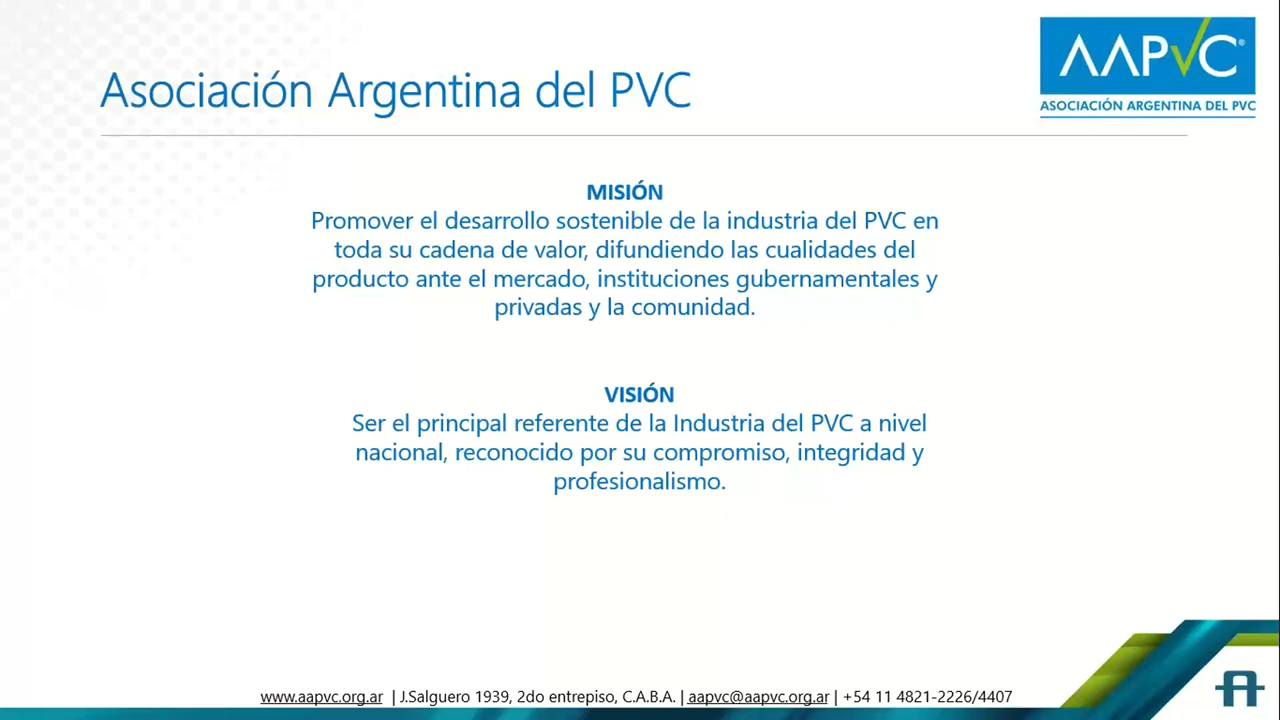 Asociación Argentina del PVC
AAPVC®
ASOCIACIÓN ARGENTINA DEL PVC
MISIÓN
Promover el desarrollo sostenible de la industria del PVC en
toda su cadena de valor, difundiendo las cualidades del
producto ante el mercado, instituciones gubernamentales y
privadas y la comunidad.
VISIÓN
Ser el principal referente de la Industria del PVC a nivel
nacional, reconocido por su compromiso, integridad y
profesionalismo.
www.aapvc.org.ar | J.Salguero 1939, 2do entrepiso, C.A.B.A. | aapvc@aapvc.org.ar | +54 11 4821-2226/4407